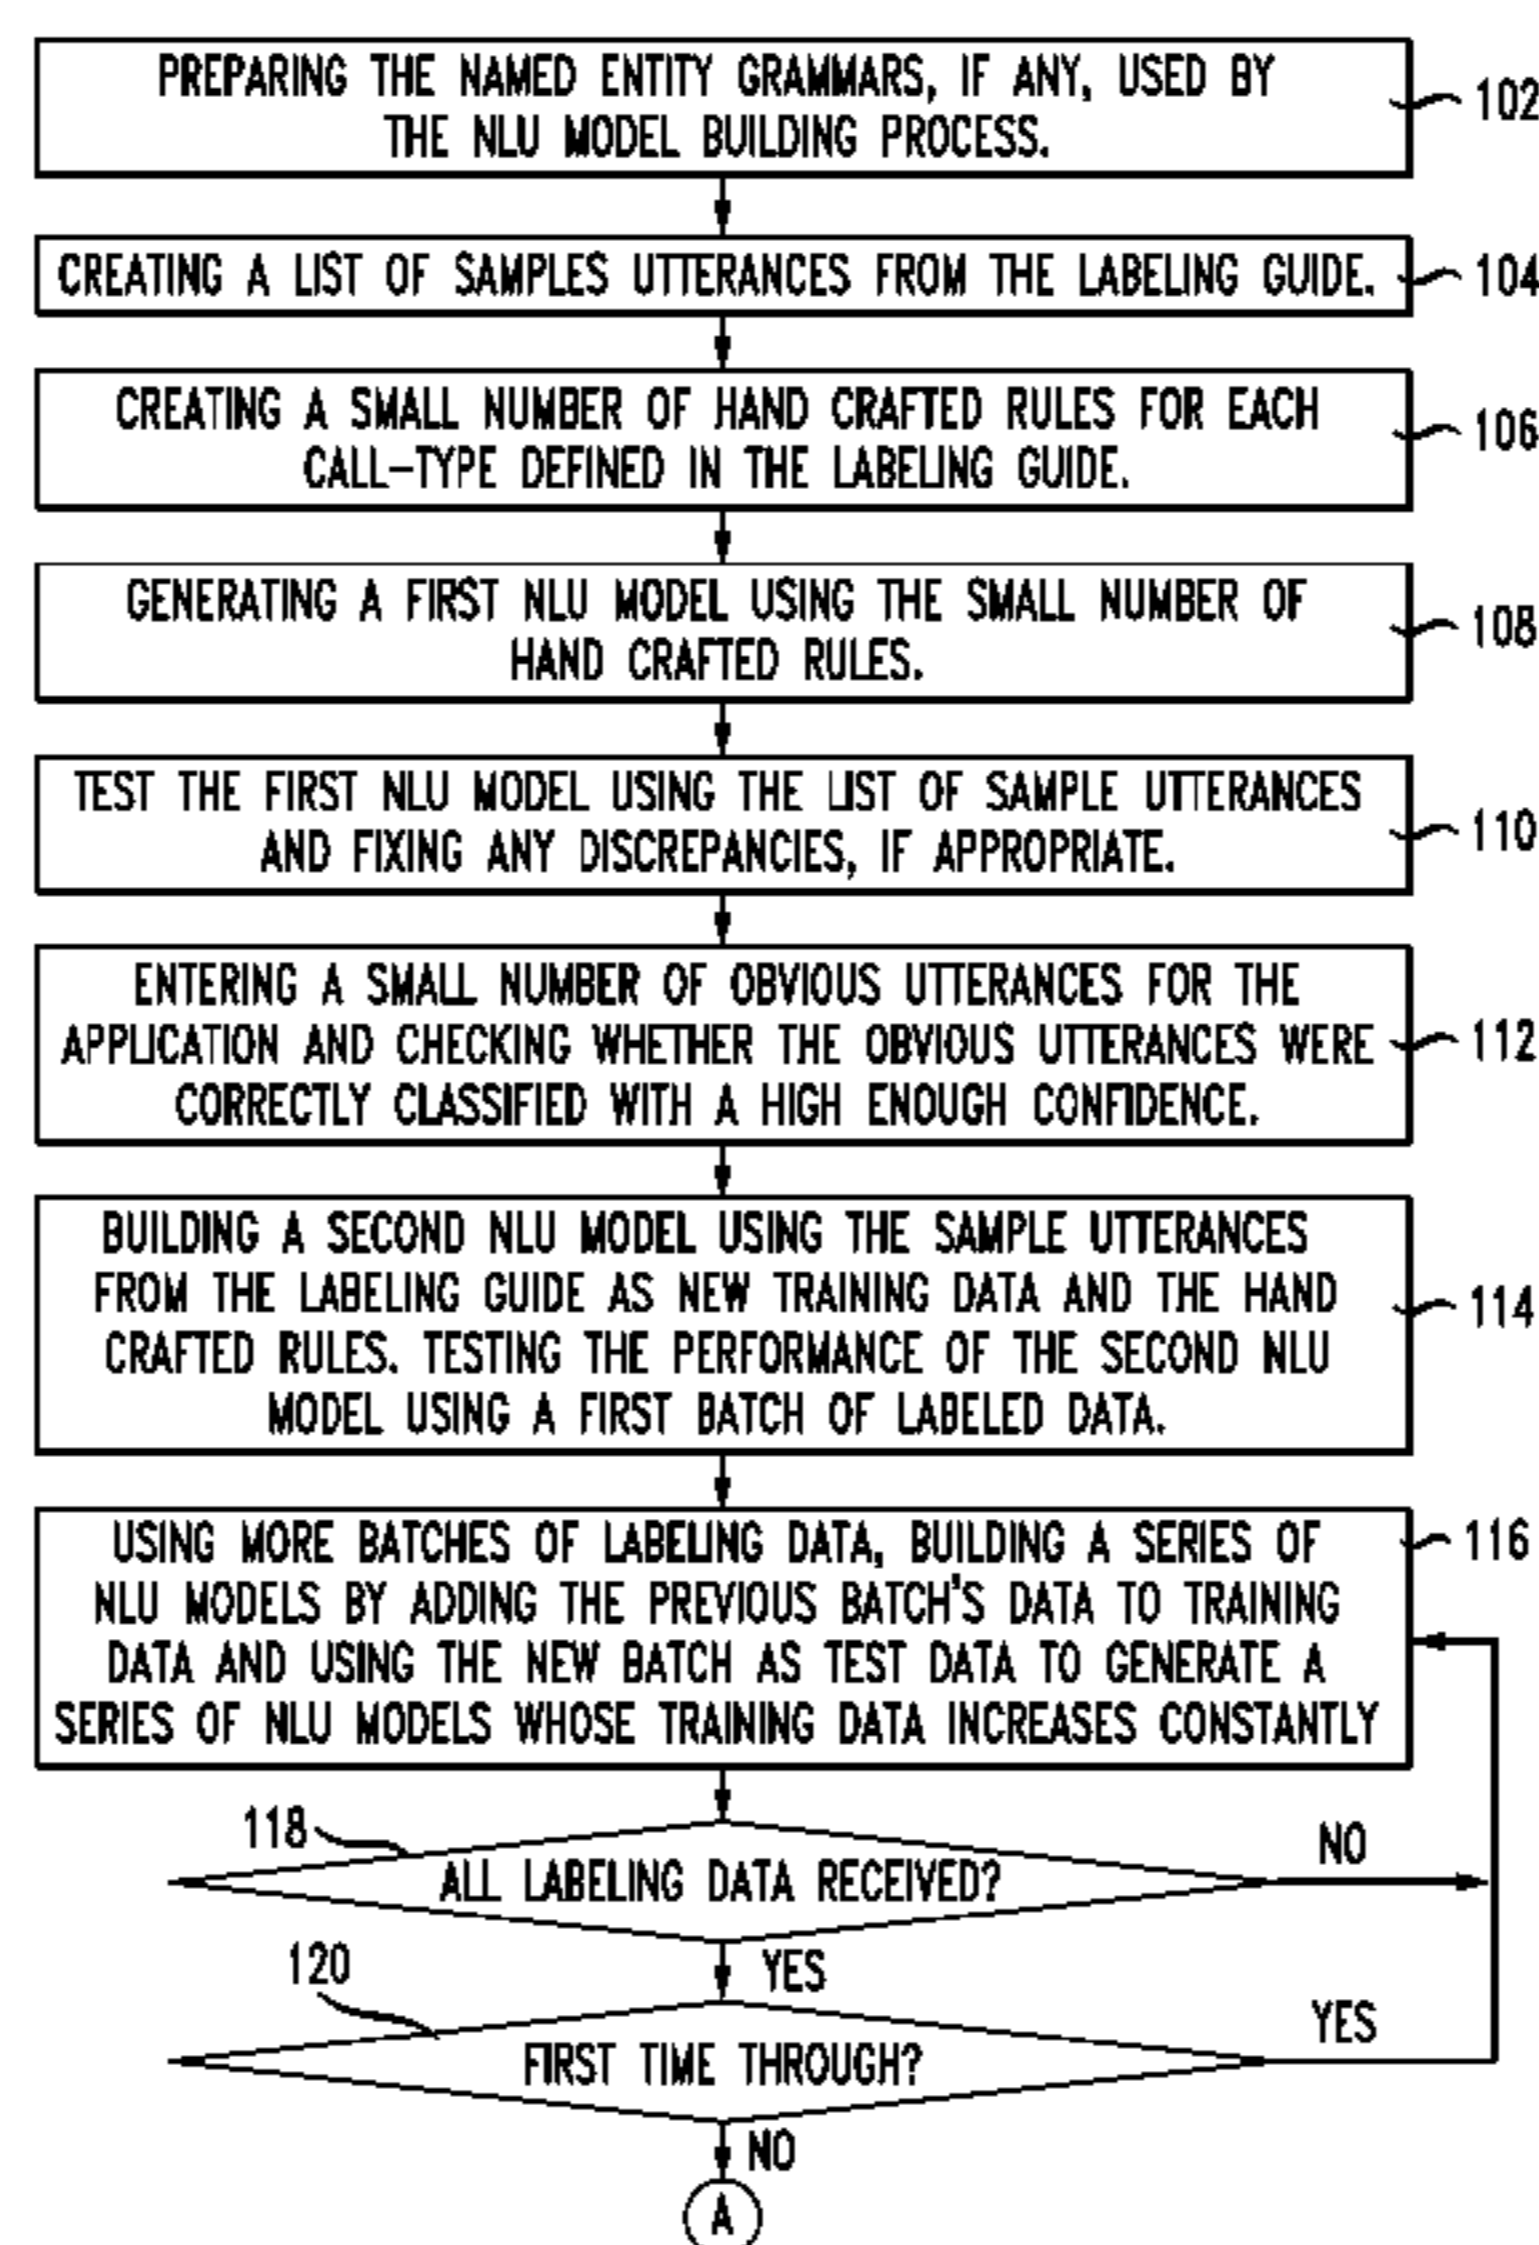 PREPARING THE NAMED ENTITY GRAMMARS, IF ANY, USED BY
THE NLU MODEL BUILDING PROCESS.
102
CREATING A LIST OF SAMPLES UTTERANCES FROM THE LABELING GUIDE.
104
CREATING A SMALL NUMBER OF HAND CRAFTED RULES FOR EACH
CALL-TYPE DEFINED IN THE LABELING GUIDE.
106
GENERATING A FIRST NLU MODEL USING THE SMALL NUMBER OF
HAND CRAFTED RULES.
108
TEST THE FIRST NLU MODEL USING THE LIST OF SAMPLE UTTERANCES
AND FIXING ANY DISCREPANCIES, IF APPROPRIATE.
110
ENTERING A SMALL NUMBER OF OBVIOUS UTTERANCES FOR THE
APPLICATION AND CHECKING WHETHER THE OBVIOUS UTTERANCES WERE
CORRECTLY CLASSIFIED WITH A HIGH ENOUGH CONFIDENCE.
112
BUILDING A SECOND NLU MODEL USING THE SAMPLE UTTERANCES
FROM THE LABELING GUIDE AS NEW TRAINING DATA AND THE HAND
CRAFTED RULES. TESTING THE PERFORMANCE OF THE SECOND NLU
MODEL USING A FIRST BATCH OF LABELED DATA.
114
USING MORE BATCHES OF LABELING DATA, BUILDING A SERIES OF
NLU MODELS BY ADDING THE PREVIOUS BATCH'S DATA TO TRAINING
DATA AND USING THE NEW BATCH AS TEST DATA TO GENERATE A
SERIES OF NLU MODELS WHOSE TRAINING DATA INCREASES CONSTANTLY
116
118
ALL LABELING DATA RECEIVED?
NO
YES
120
FIRST TIME THROUGH?
YES
NO
A